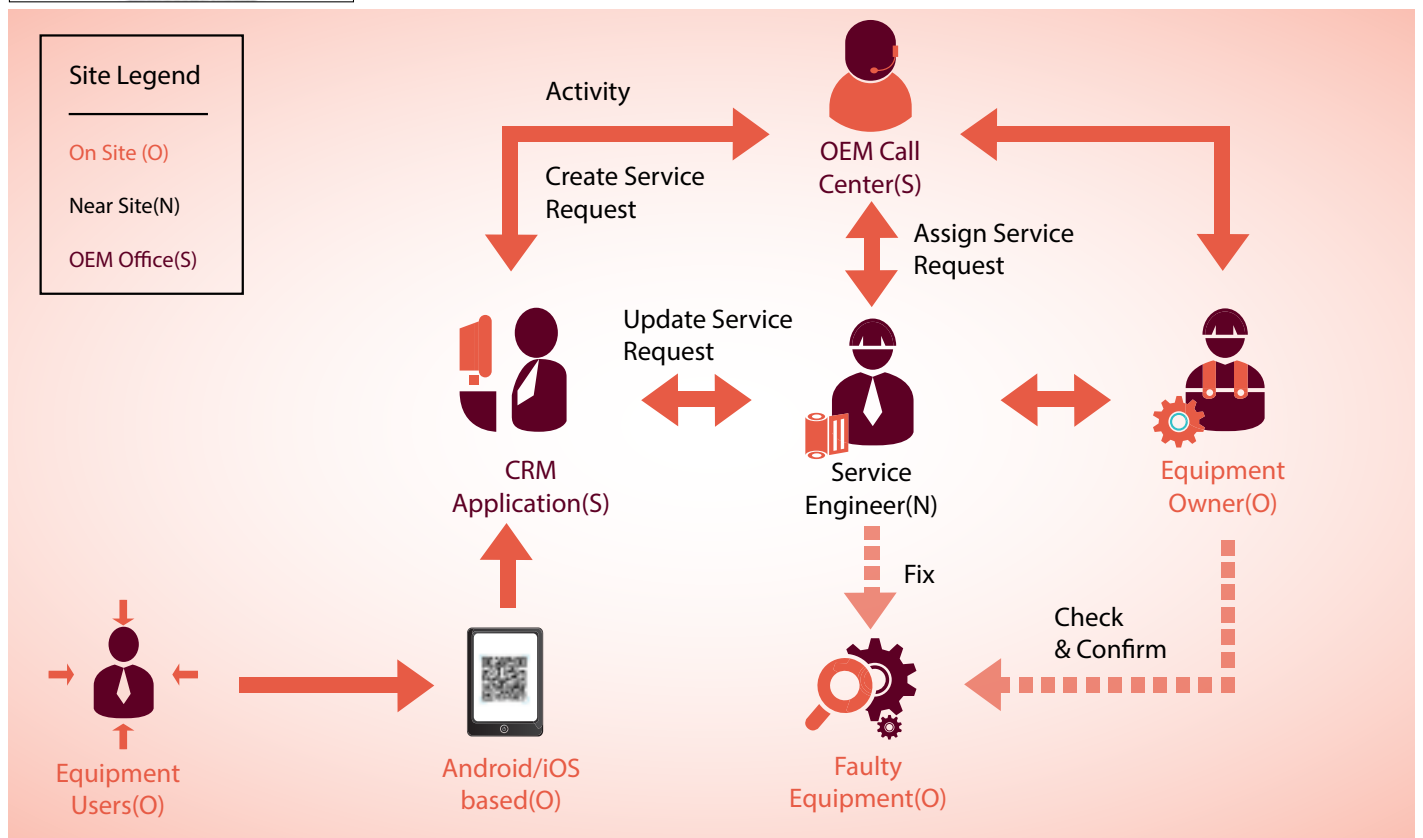 Site Legend
On Site (O)
Near Site(N)
OEM Office(S)
Activity
Create Service
Request
OEM Call
Center(S)
Assign Service
Request
Update Service
Request
CRM
Application(S)
Service
Engineer(N)
Equipment
Owner(O)
Fix
Check
& Confirm
Equipment
Users(O)
Android/iOS
based(O)
Faulty
Equipment(O)